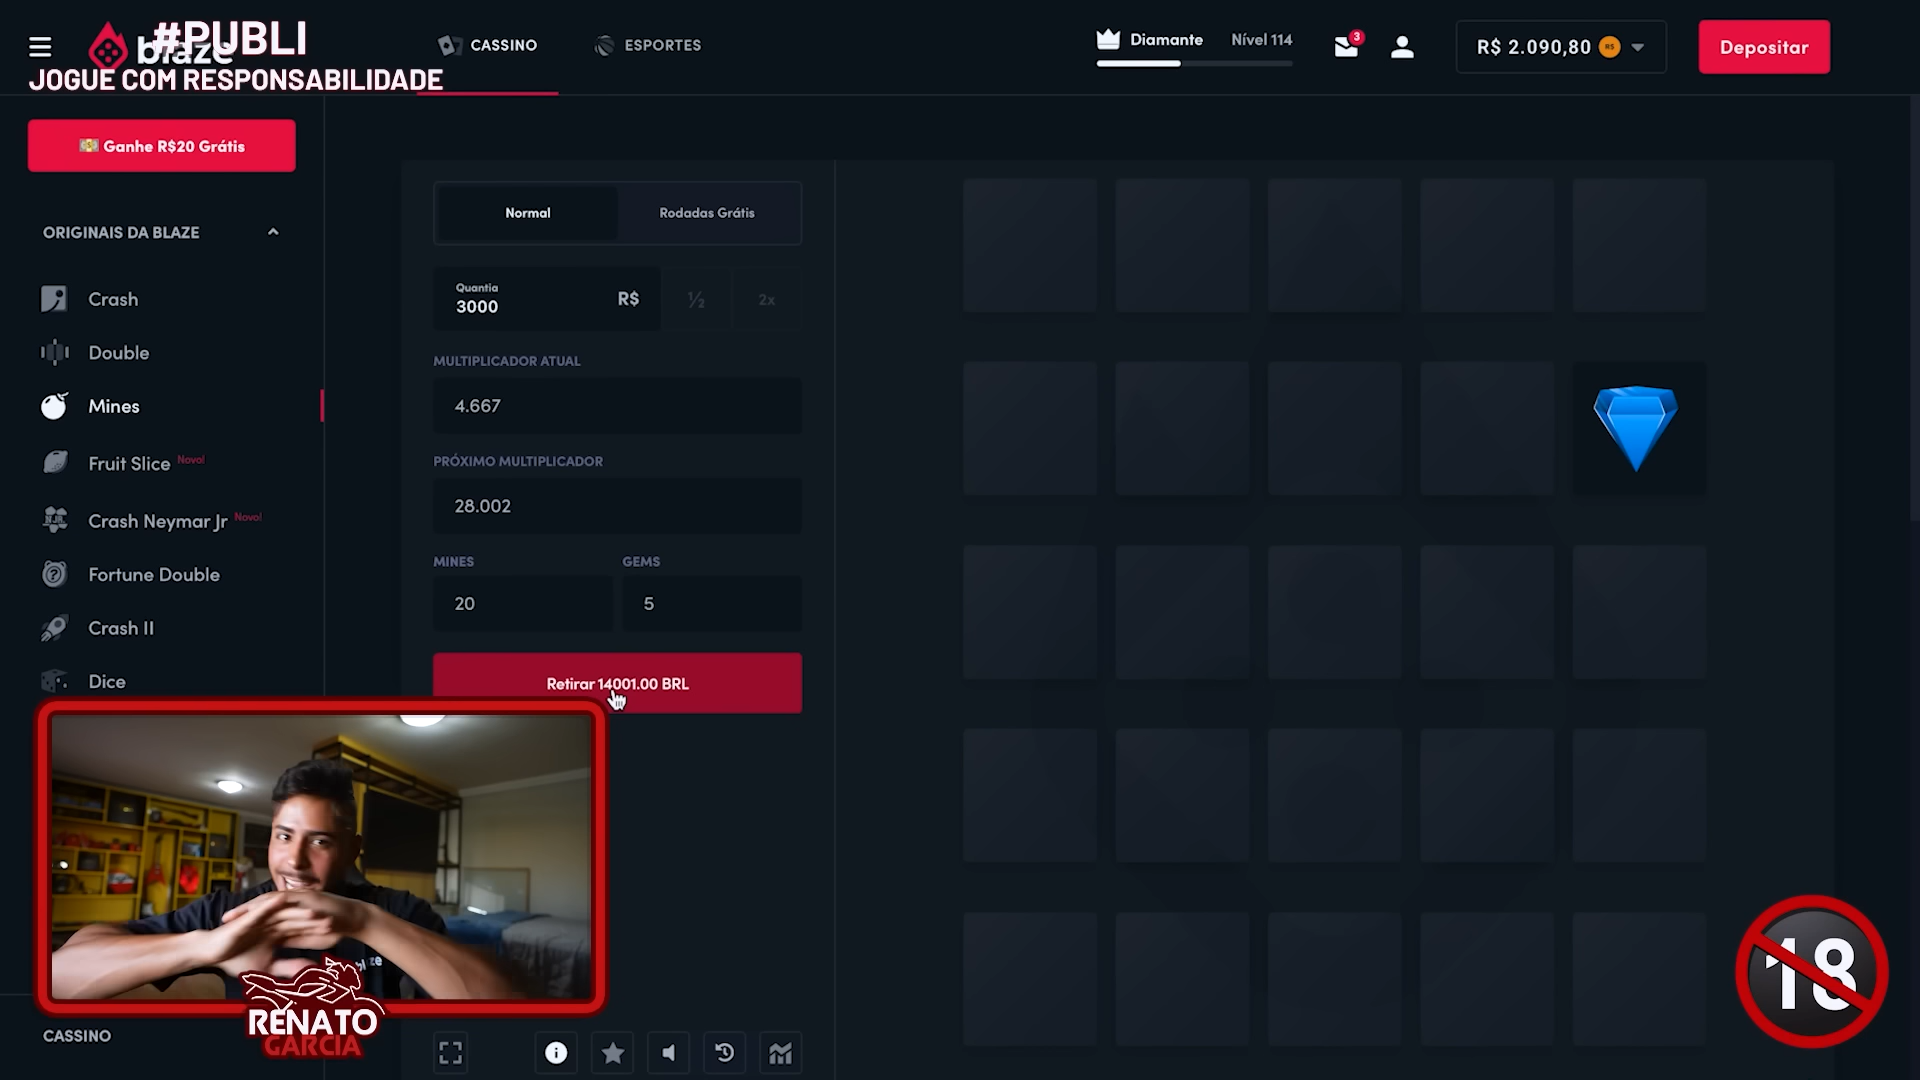 #PUBLI
blaze
JOGUE COM RESPONSABILIDADE
CASSINO
ESPORTES
Diamante
Nível 114
3
R$ 2.090,80
R$
Depositar
Ganhe R$20 Grátis
ORIGINAIS DA BLAZE
Crash
Double
Mines
Fruit Slice Novo!
Crash Neymar Jr Novo!
Fortune Double
Crash II
Dice
CASSINO
Normal
Rodadas Grátis
Quantia
3000
R$
½
2x
MULTIPLICADOR ATUAL
4.667
PRÓXIMO MULTIPLICADOR
28.002
MINES
GEMS
20
5
Retirar 14001.00 BRL
RENATO
GARCIA
18